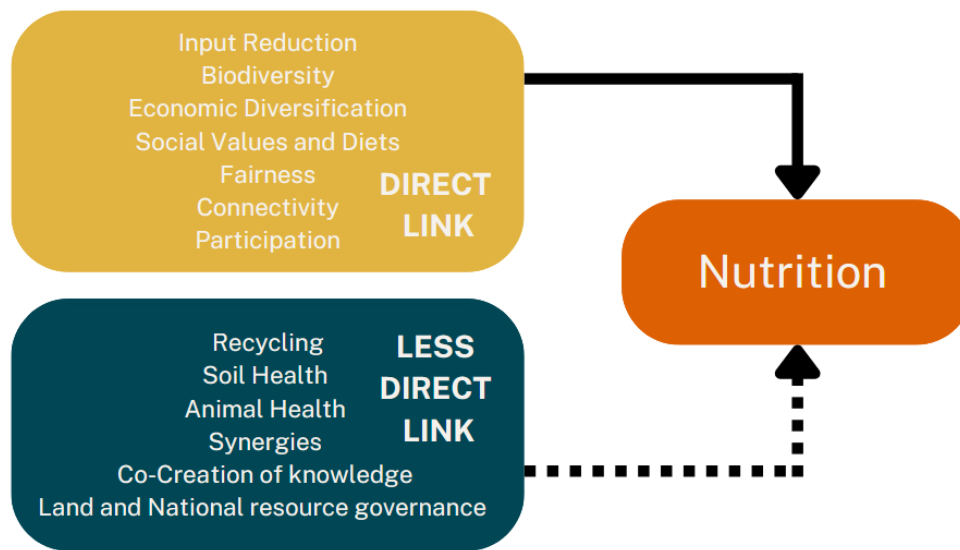 Input Reduction
Biodiversity
Economic Diversification
Social Values and Diets
Fairness
Connectivity
Participation
DIRECT
LINK
Nutrition
Recycling
Soil Health
Animal Health
Synergies
Co-Creation of knowledge
Land and National resource governance
LESS
DIRECT
LINK